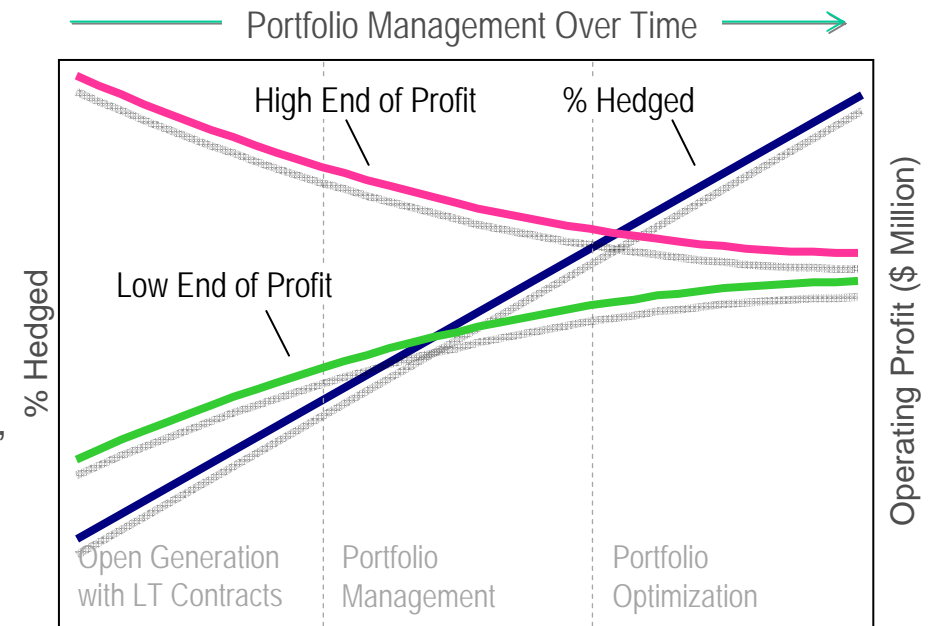 Portfolio Management Over Time
High End of Profit
% Hedged
Low End of Profit
% Hedged
Operating Profit ($ Million)
,
Open Generation
with LT Contracts
Portfolio
Management
Portfolio
Optimization